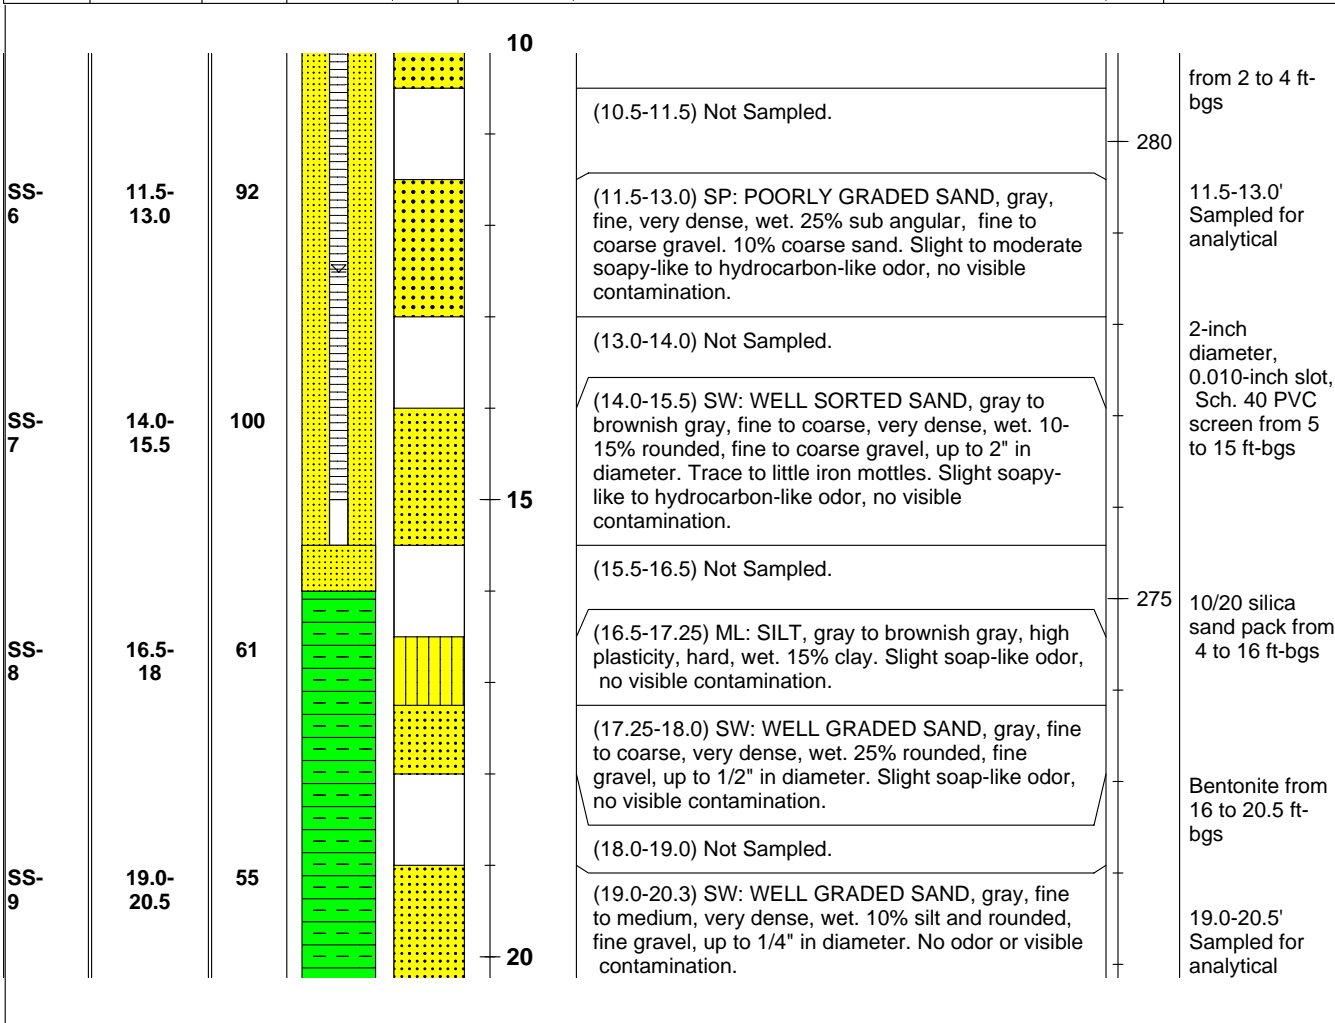 10
from 2 to 4 ft-
bgs
(10.5-11.5) Not Sampled.
280
SS-
6
11.5-
13.0
92
(11.5-13.0) SP: POORLY GRADED SAND, gray,
fine, very dense, wet. 25% sub angular, fine to
coarse gravel. 10% coarse sand. Slight to moderate
soapy-like to hydrocarbon-like odor, no visible
contamination.
11.5-13.0'
Sampled for
analytical
(13.0-14.0) Not Sampled.
2-inch
diameter,
0.010-inch slot,
Sch. 40 PVC
screen from 5
to 15 ft-bgs
SS-
7
14.0-
15.5
100
(14.0-15.5) SW: WELL SORTED SAND, gray to
brownish gray, fine to coarse, very dense, wet. 10-
15% rounded, fine to coarse gravel, up to 2" in
diameter. Trace to little iron mottles. Slight soapy-
like to hydrocarbon-like odor, no visible
contamination.
15
(15.5-16.5) Not Sampled.
275
10/20 silica
sand pack from
4 to 16 ft-bgs
SS-
8
16.5-
18
61
(16.5-17.25) ML: SILT, gray to brownish gray, high
plasticity, hard, wet. 15% clay. Slight soap-like odor,
no visible contamination.
(17.25-18.0) SW: WELL GRADED SAND, gray, fine
to coarse, very dense, wet. 25% rounded, fine
gravel, up to 1/2" in diameter. Slight soap-like odor,
no visible contamination.
Bentonite from
16 to 20.5 ft-
bgs
(18.0-19.0) Not Sampled.
SS-
9
19.0-
20.5
55
(19.0-20.3) SW: WELL GRADED SAND, gray, fine
to medium, very dense, wet. 10% silt and rounded,
fine gravel, up to 1/4" in diameter. No odor or visible
contamination.
19.0-20.5'
Sampled for
analytical
20